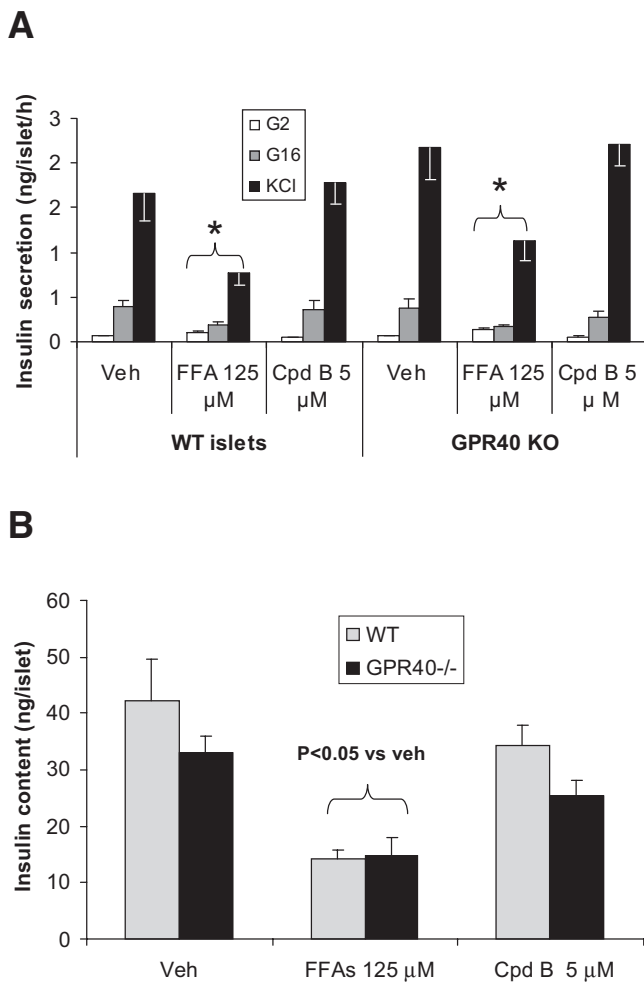 A
Insulin secretion (ng/islet/h)
3
2
2
1
1
0
G2
G16
KCl
*
*
Veh
FFA 125
µM
Cpd B 5
µM
Veh
FFA 125
µM
Cpd B 5
µ M
WT islets
GPR40 KO
B
Insulin content (ng/islet)
60
50
40
30
20
10
0
WT
GPR40-/-
P<0.05 vs veh
Veh
FFAs 125 µM
Cpd B 5 µM